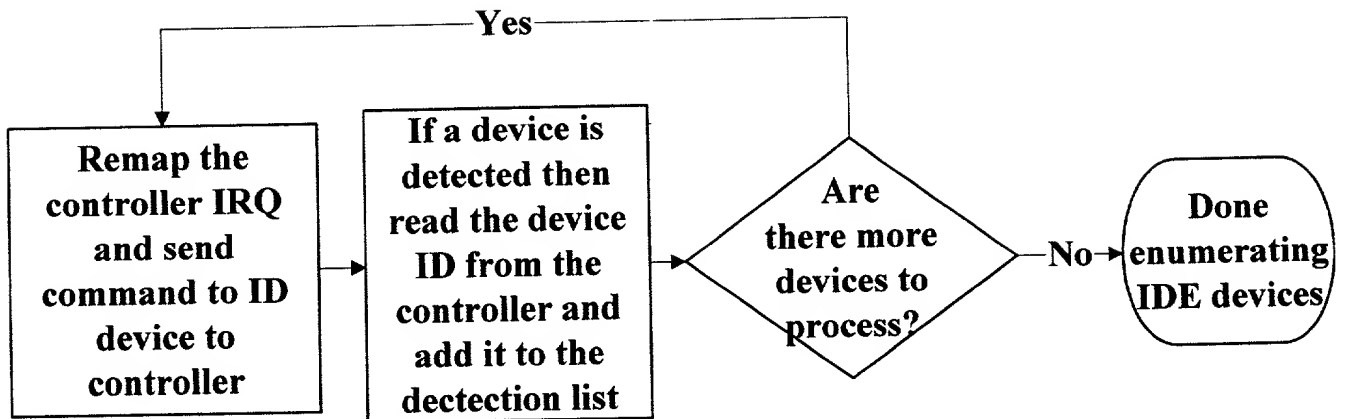 Yes
Remap the
controller IRQ
and send
command to ID
device to
controller
If a device is
detected then
read the device
ID from the
controller and
add it to the
dectection list
Are
there more
devices to
process?
No
Done
enumerating
IDE devices